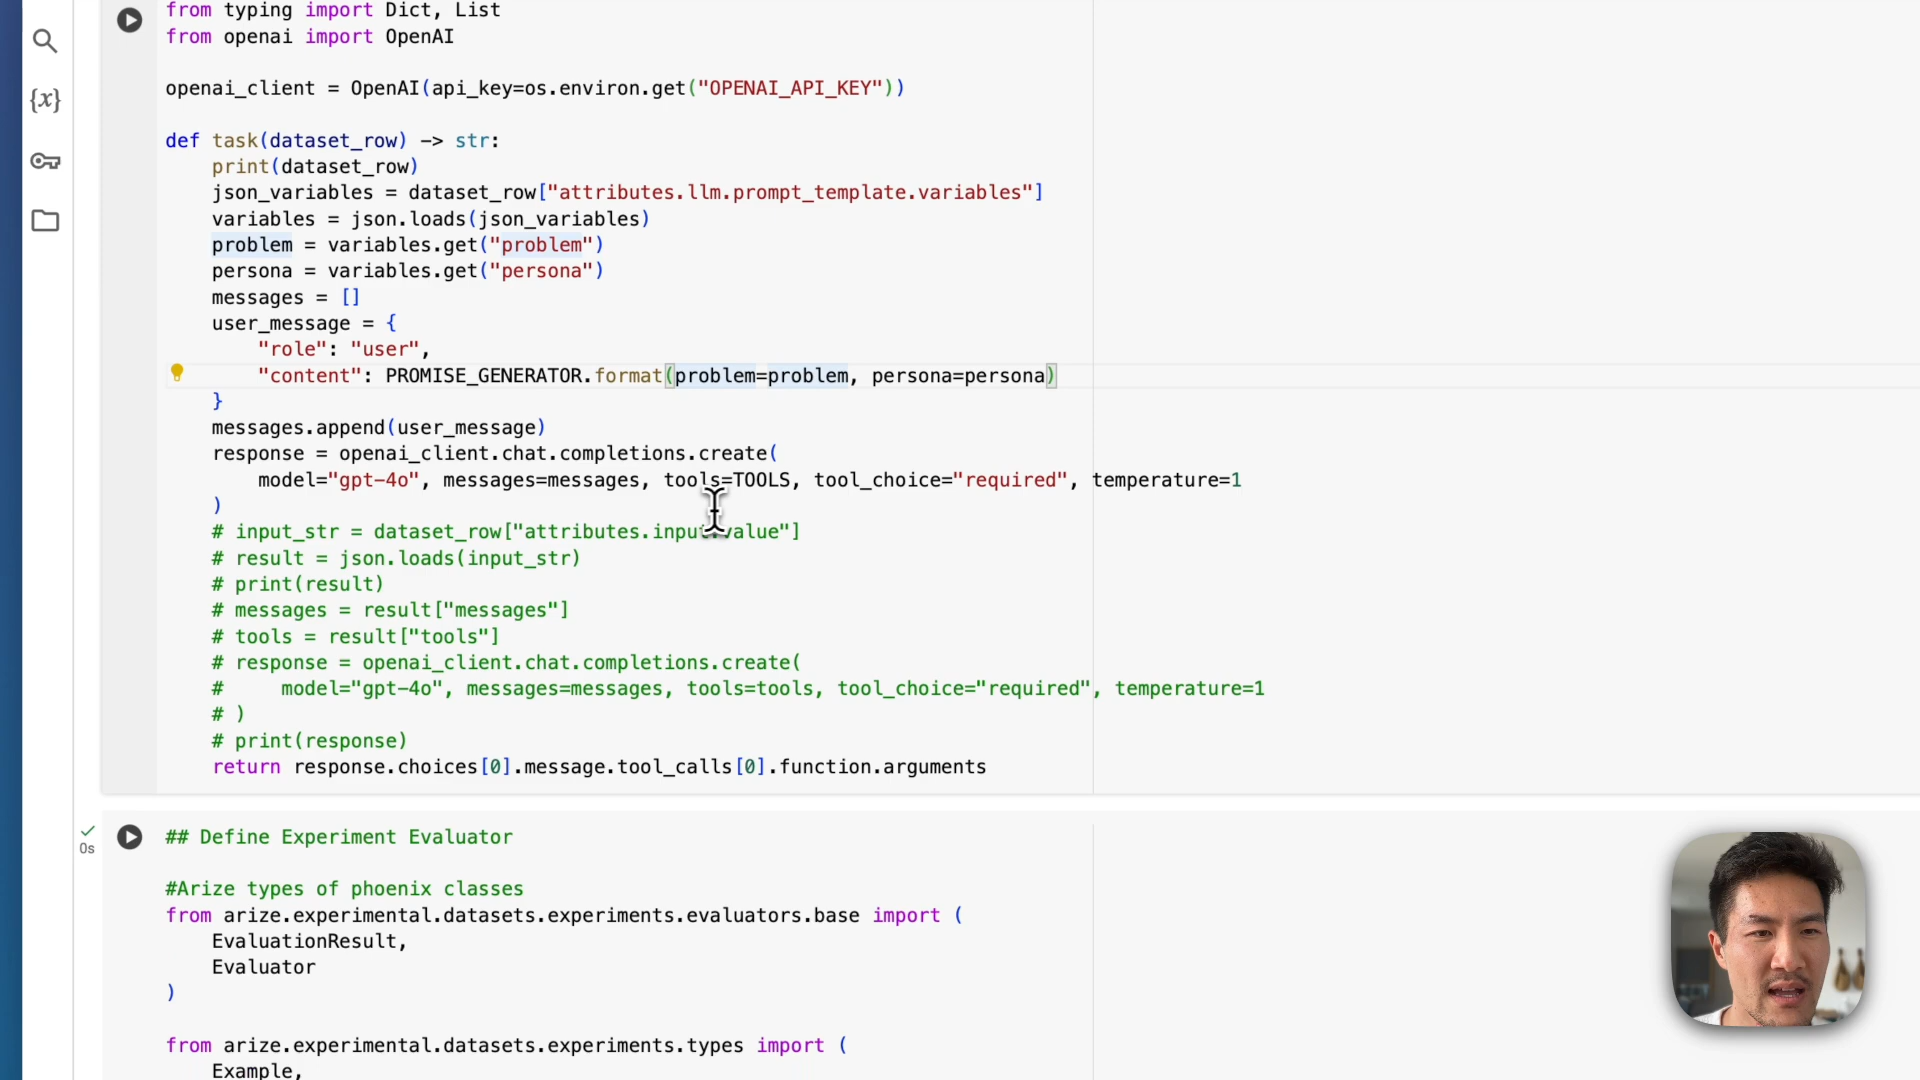 from typing import Dict, List
from openai import OpenAI
openai_client = OpenAI(api_key=os.environ.get("OPENAI_API_KEY"))
def task(dataset_row) -> str:
    print(dataset_row)
    json_variables = dataset_row["attributes.llm.prompt_template.variables"]
    variables = json.loads(json_variables)
    problem = variables.get("problem")
    persona = variables.get("persona")
    messages = []
    user_message = {
        "role": "user",
        "content": PROMISE_GENERATOR.format(problem=problem, persona=persona)
    }
    messages.append(user_message)
    response = openai_client.chat.completions.create(
        model="gpt-4o", messages=messages, tools=TOOLS, tool_choice="required", temperature=1
    )
    # input_str = dataset_row["attributes.input.value"]
    # result = json.loads(input_str)
    # print(result)
    # messages = result["messages"]
    # tools = result["tools"]
    # response = openai_client.chat.completions.create(
    #     model="gpt-4o", messages=messages, tools=tools, tool_choice="required", temperature=1
    # )
    # print(response)
    return response.choices[0].message.tool_calls[0].function.arguments
0s
## Define Experiment Evaluator
#Arize types of phoenix classes
from arize.experimental.datasets.experiments.evaluators.base import (
    EvaluationResult,
    Evaluator
)
from arize.experimental.datasets.experiments.types import (
    Example,